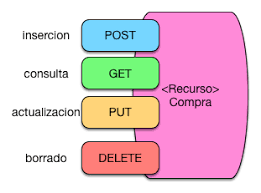 insercion POST
consulta GET
<Recurso>
Compra
actualizacion PUT
borrado DELETE